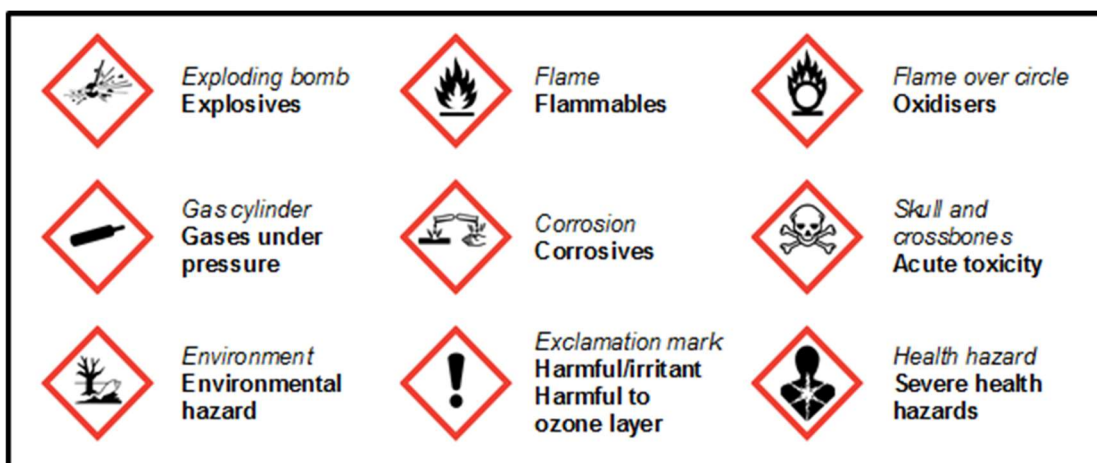 Exploding bomb
Explosives
Flame
Flammables
Flame over circle
Oxidisers
Gas cylinder
Gases under
pressure
Corrosion
Corrosives
Skull and
crossbones
Acute toxicity
Environment
Environmental
hazard
Exclamation mark
Harmful/irritant
Harmful to
ozone layer
Health hazard
Severe health
hazards